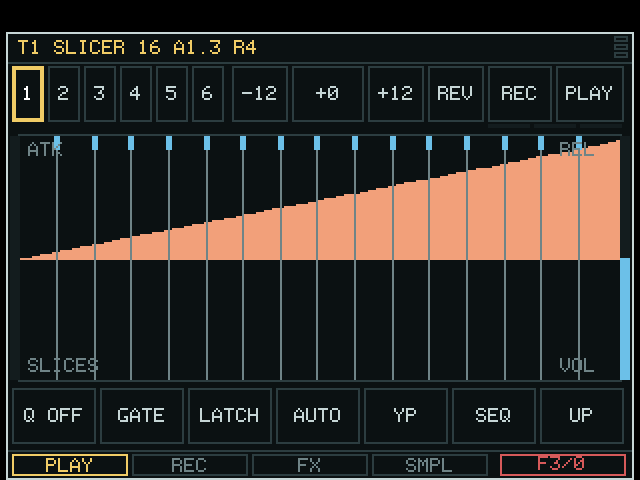 T1 SLICER 16 A1.3 R4
1 2 3 4 5 6 -12 +0 +12 REV REC PLAY
ATK REL
SLICES VOL
Q OFF GATE LATCH AUTO YP SEQ UP
PLAY REC FX SMPL F3/0